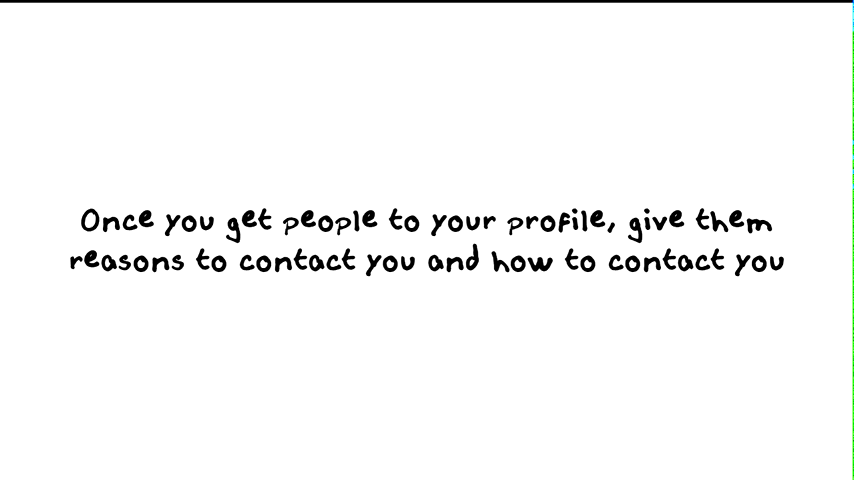 Once you get people to your profile, give them
reasons to contact you and how to contact you